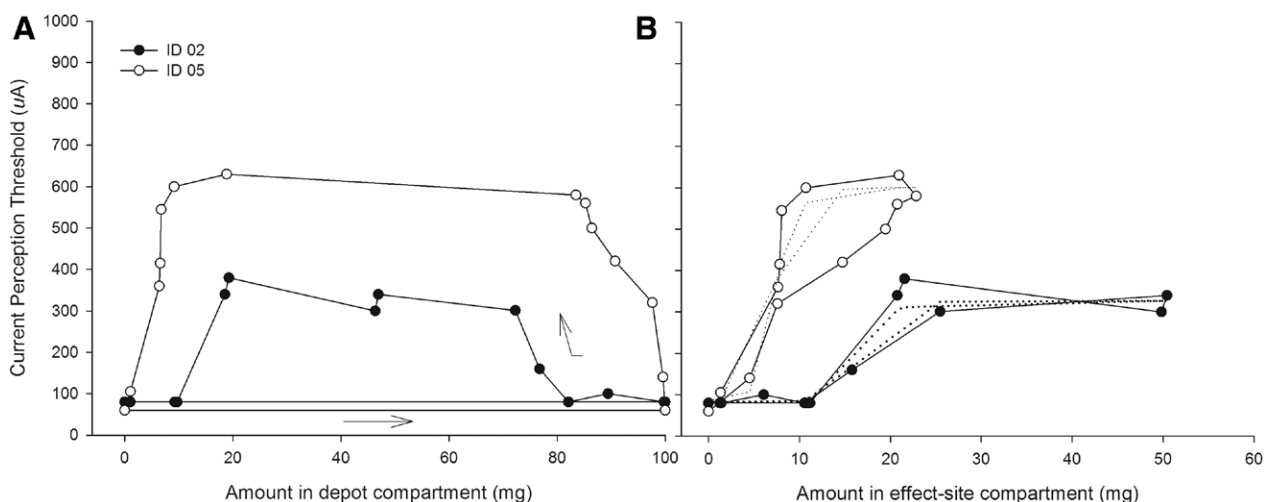 A
B
1000
900
800
700
600
500
400
300
200
100
0
Current Perception Threshold (uA)
ID 02
ID 05
0 20 40 60 80 100
0 10 20 30 40 50 60
Amount in depot compartment (mg)
Amount in effect-site compartment (mg)